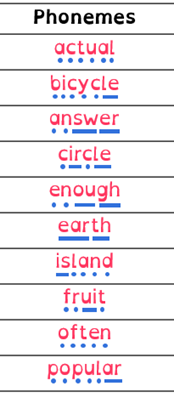 Phonemes
actual
bicycle
answer
circle
enough
earth
island
fruit
often
popular